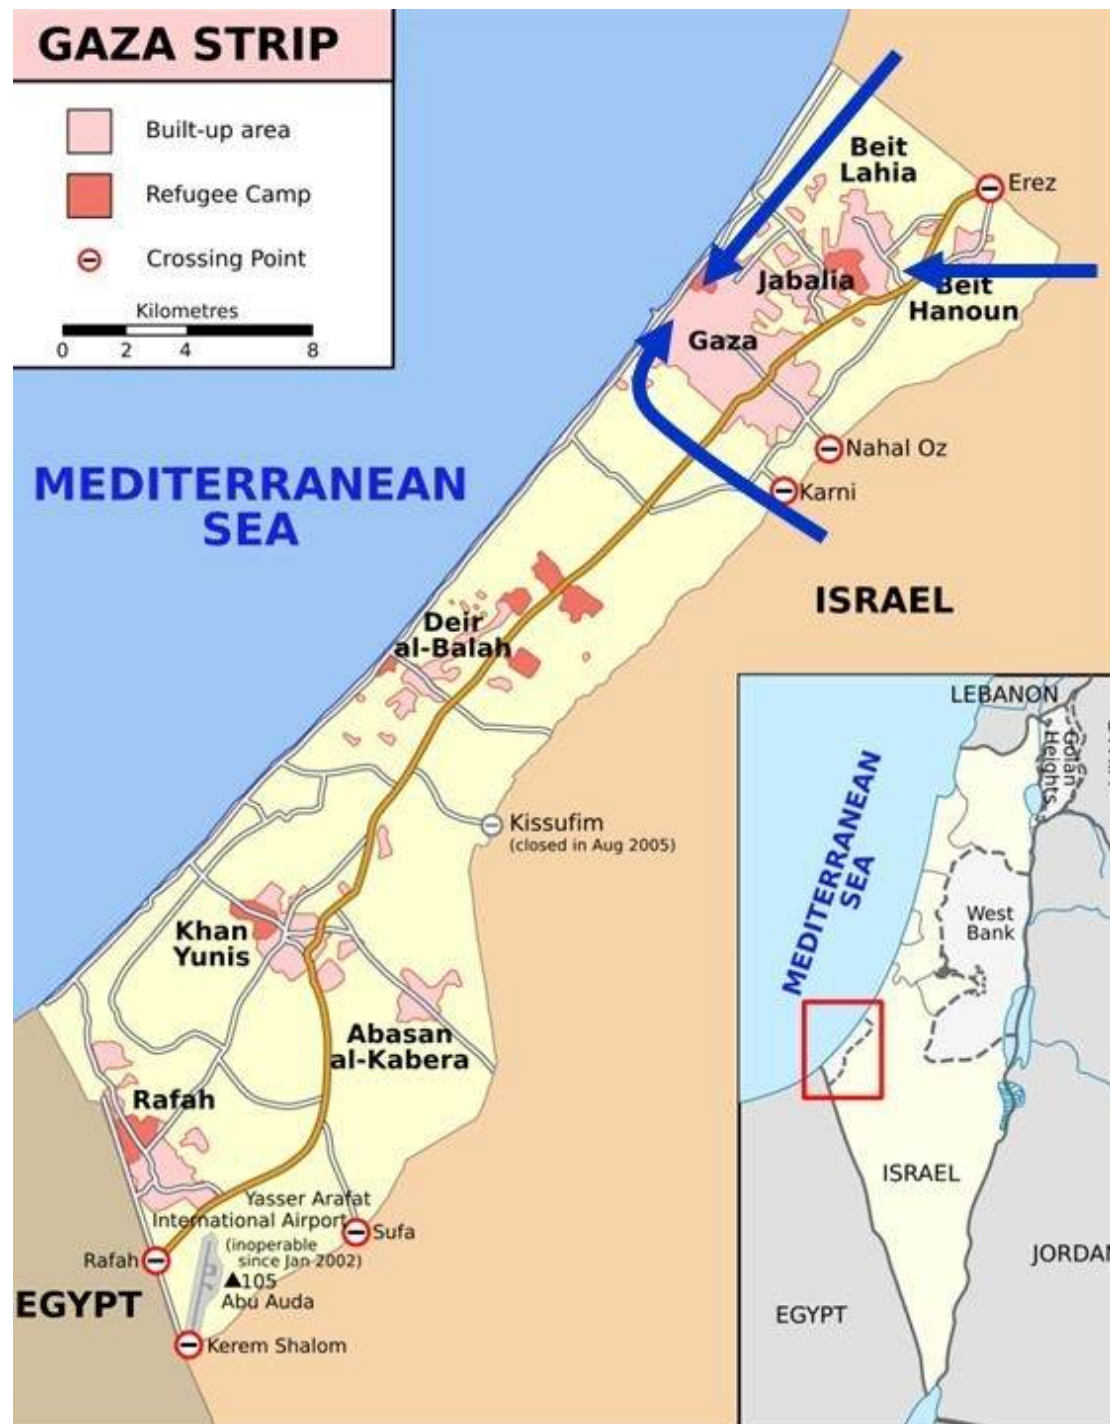 GAZA STRIP
Built-up area
Refugee Camp
Crossing Point
Kilometres
0 2 4 8
MEDITERRANEAN
SEA
Beit
Lahia
Erez
Jabalia
Beit
Hanoun
Gaza
Nahal Oz
Karni
ISRAEL
Deir
al-Balah
Kissufim
(closed in Aug 2005)
Khan
Yunis
Abasan
al-Kabera
Rafah
Yasser Arafat
International Airport
(inoperable
since Jan 2002)
Sufa
Rafah
105
Abu Auda
EGYPT
Kerem Shalom
LEBANON
Golan
Heights
MEDITERRANEAN
SEA
West
Bank
ISRAEL
JORDAN
EGYPT